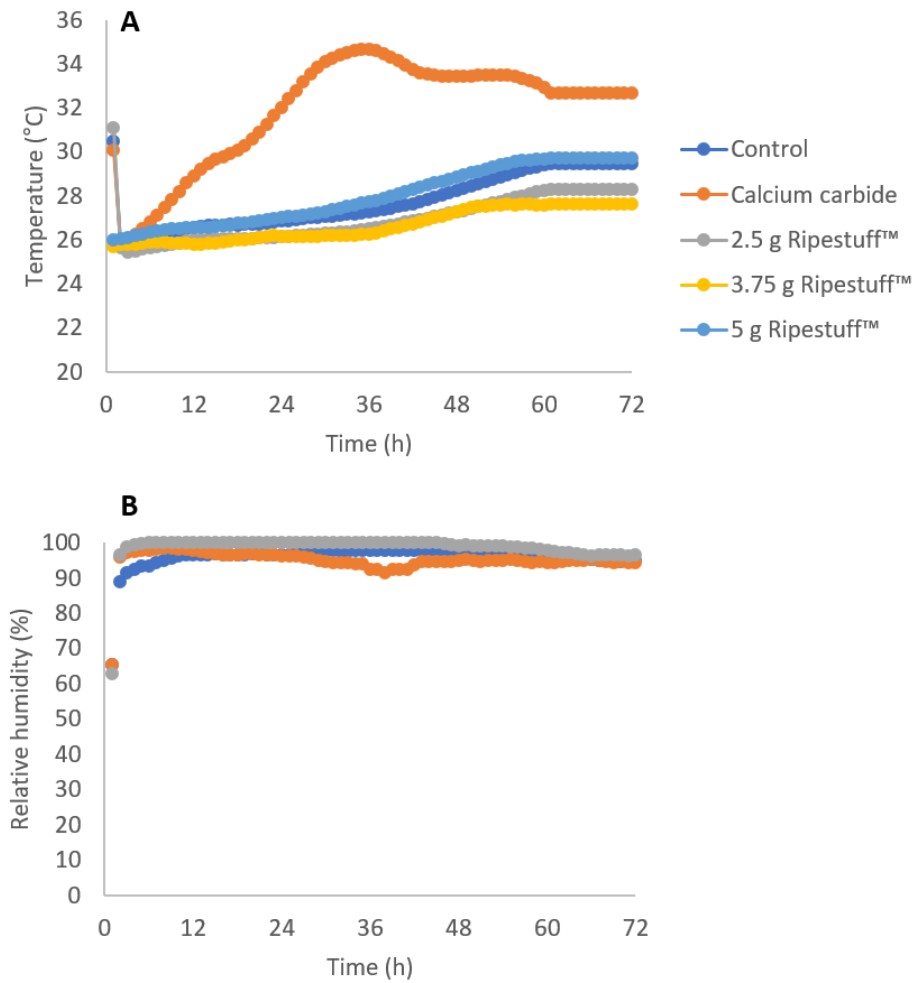 A
36
34
32
30
28
26
24
22
20
Temperature (°C)
0 12 24 36 48 60 72
Time (h)
Control
Calcium carbide
2.5 g Ripestuff™
3.75 g Ripestuff™
5 g Ripestuff™
B
100
90
80
70
60
50
40
30
20
10
0
Relative humidity (%)
0 12 24 36 48 60 72
Time (h)